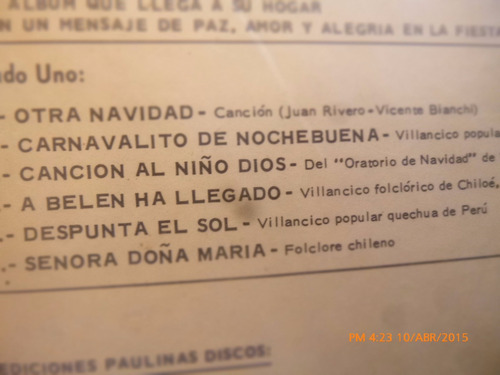 ALBUM QUE LLEGA A SU HOGAR
N UN MENSAJE DE PAZ, AMOR Y ALEGRIA EN LA FIESTA
ado Uno:
- OTRA NAVIDAD - Canción (Juan Rivero - Vicente Bianchi)
- CARNAVALITO DE NOCHEBUENA - Villancico popula
- CANCION AL NIÑO DIOS - Del "Oratorio de Navidad" de
- A BELEN HA LLEGADO - Villancico folclórico de Chiloé,
.- DESPUNTA EL SOL - Villancico popular quechua de Perú
.- SENORA DOÑA MARIA - Folclore chileno
EDICIONES PAULINAS DISCOS:
PM 4:23 10/ABR/2015